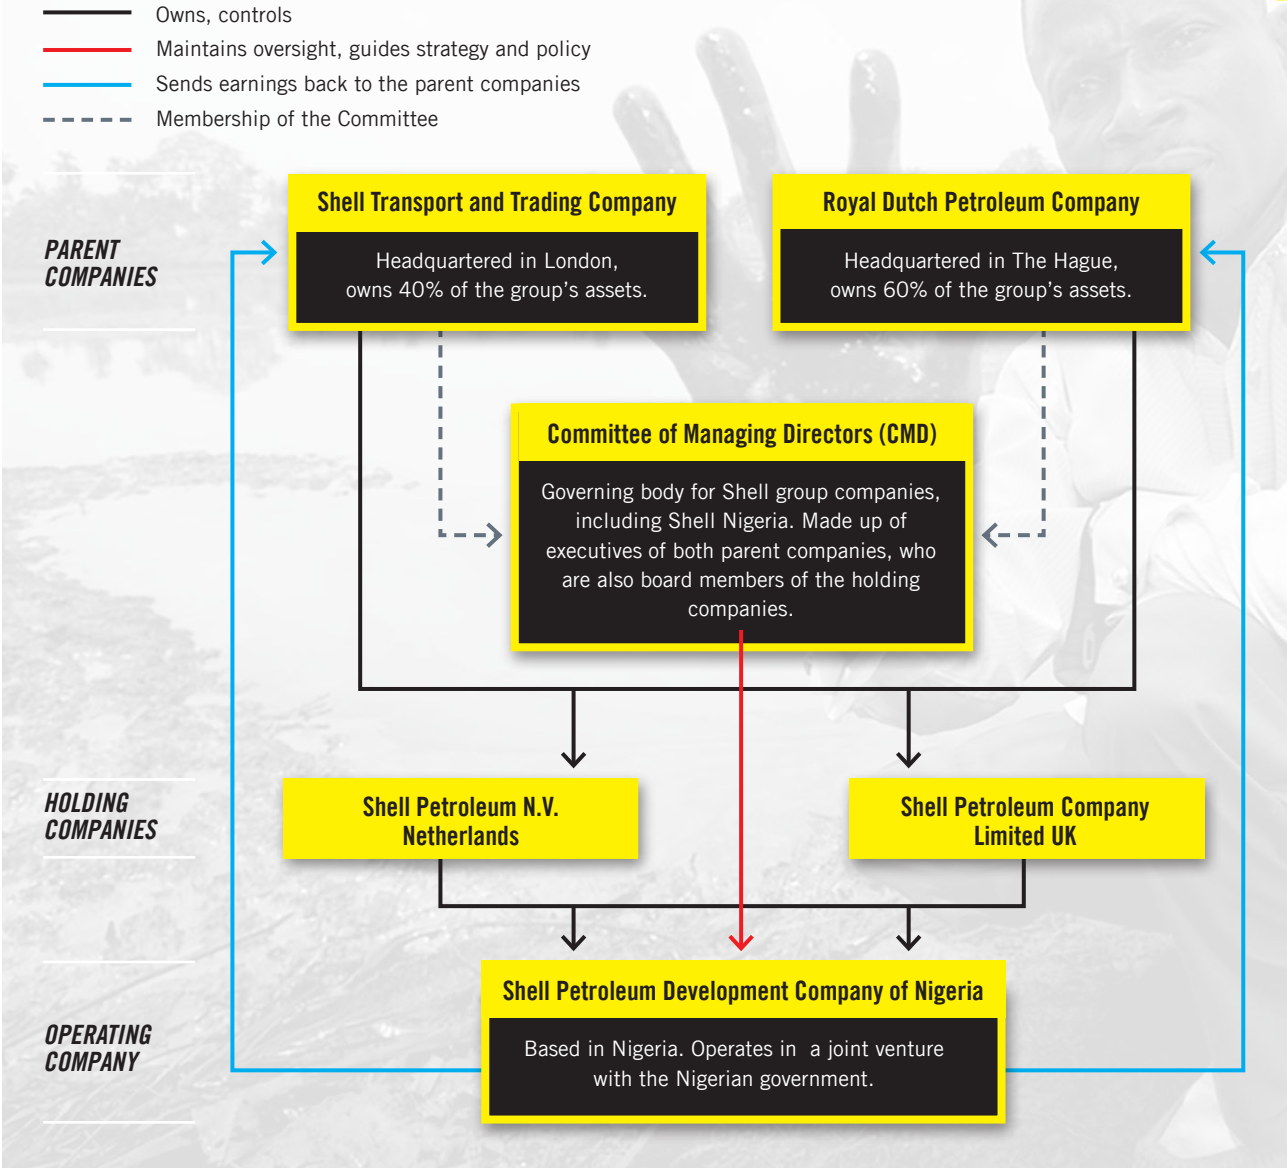 Owns, controls
Maintains oversight, guides strategy and policy
Sends earnings back to the parent companies
Membership of the Committee
PARENT
COMPANIES
Shell Transport and Trading Company
Headquartered in London,
owns 40% of the group’s assets.
Royal Dutch Petroleum Company
Headquartered in The Hague,
owns 60% of the group’s assets.
Committee of Managing Directors (CMD)
Governing body for Shell group companies,
including Shell Nigeria. Made up of
executives of both parent companies, who
are also board members of the holding
companies.
HOLDING
COMPANIES
Shell Petroleum N.V.
Netherlands
Shell Petroleum Company
Limited UK
OPERATING
COMPANY
Shell Petroleum Development Company of Nigeria
Based in Nigeria. Operates in a joint venture
with the Nigerian government.